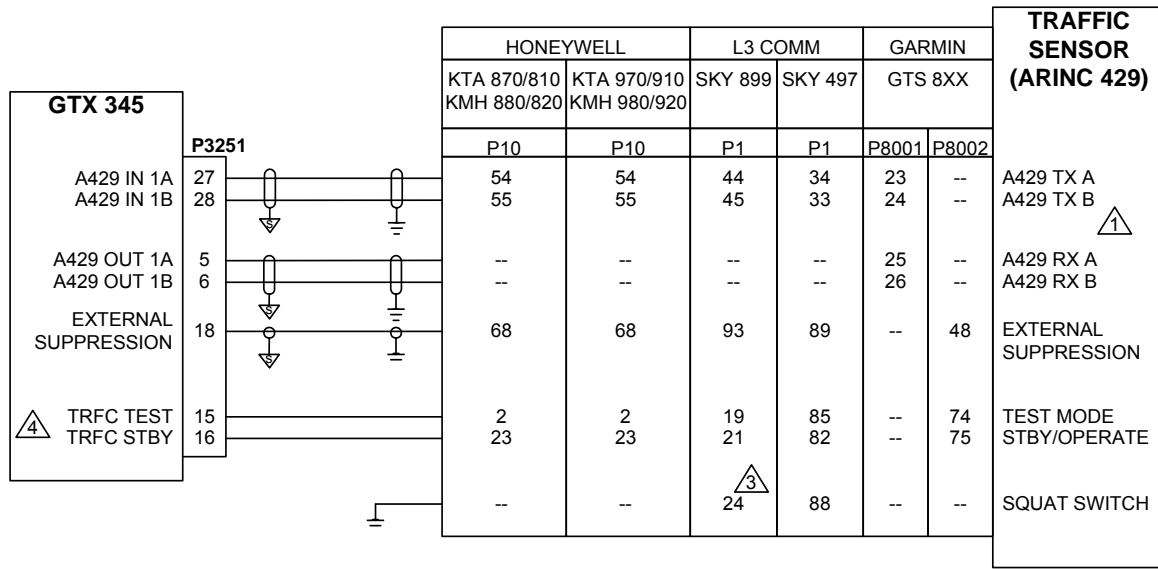 TRAFFIC
SENSOR
(ARINC 429)
HONEYWELL L3 COMM GARMIN
KTA 870/810 KTA 970/910 SKY 899 SKY 497 GTS 8XX
KMH 880/820 KMH 980/920
GTX 345
P3251 P10 P10 P1 P1 P8001 P8002
A429 IN 1A 27 54 54 44 34 23 -- A429 TX A
A429 IN 1B 28 S 55 55 45 33 24 -- A429 TX B
1
A429 OUT 1A 5 -- -- -- -- 25 -- A429 RX A
A429 OUT 1B 6 S -- -- -- -- 26 -- A429 RX B
EXTERNAL
SUPPRESSION 18 S 68 68 93 89 -- 48 EXTERNAL
SUPPRESSION
4 TRFC TEST 15 2 2 19 85 -- 74 TEST MODE
TRFC STBY 16 23 23 21 82 -- 75 STBY/OPERATE
3
-- -- 24 88 -- -- SQUAT SWITCH